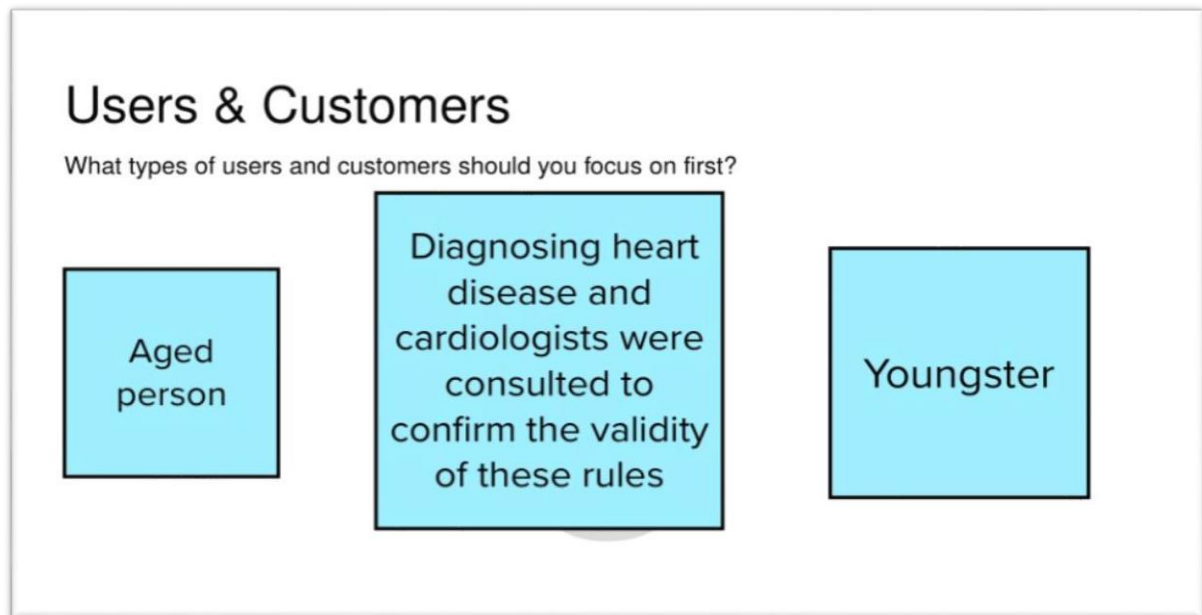 Users & Customers
What types of users and customers should you focus on first?
Aged
person
Diagnosing heart
disease and
cardiologists were
consulted to
confirm the validity
of these rules
Youngster